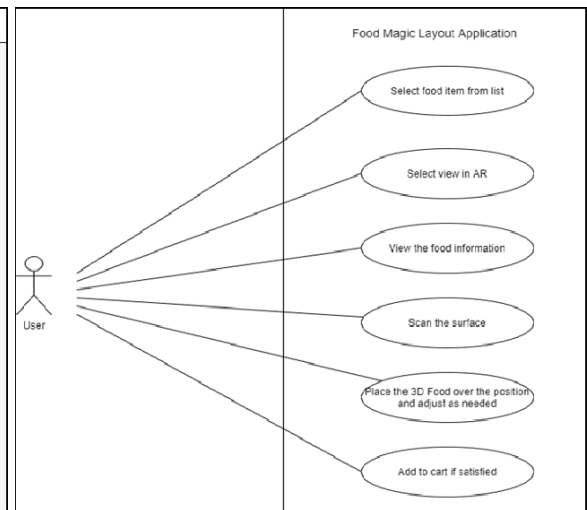 Food Magic Layout Application
Select food item from list
Select view in AR
View the food information
Scan the surface
Place the 3D Food over the position
and adjust as needed
Add to cart if satisfied
User